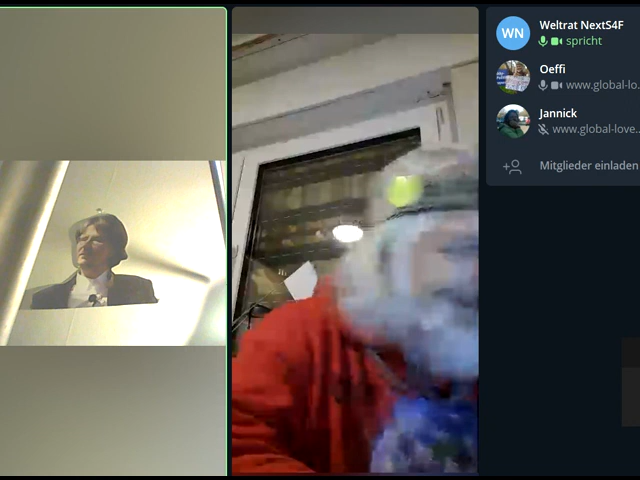 WN
Weltrat NextS4F
spricht
Oeffi
www.global-lo..
Jannick
www.global-love..
Mitglieder einladen